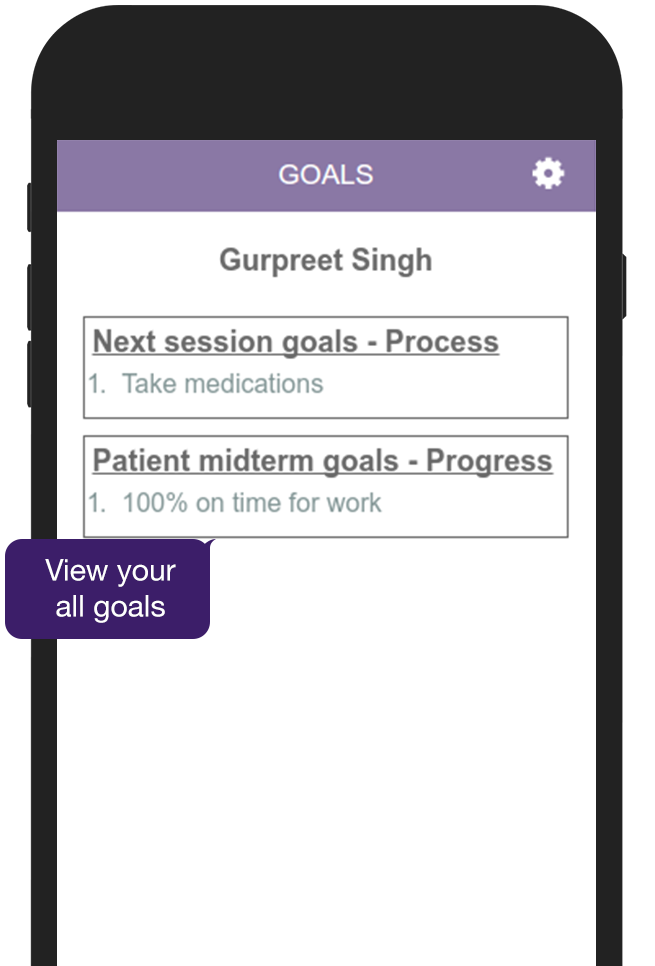 GOALS
Gurpreet Singh
Next session goals - Process
1. Take medications
Patient midterm goals - Progress
1. 100% on time for work
View your
all goals